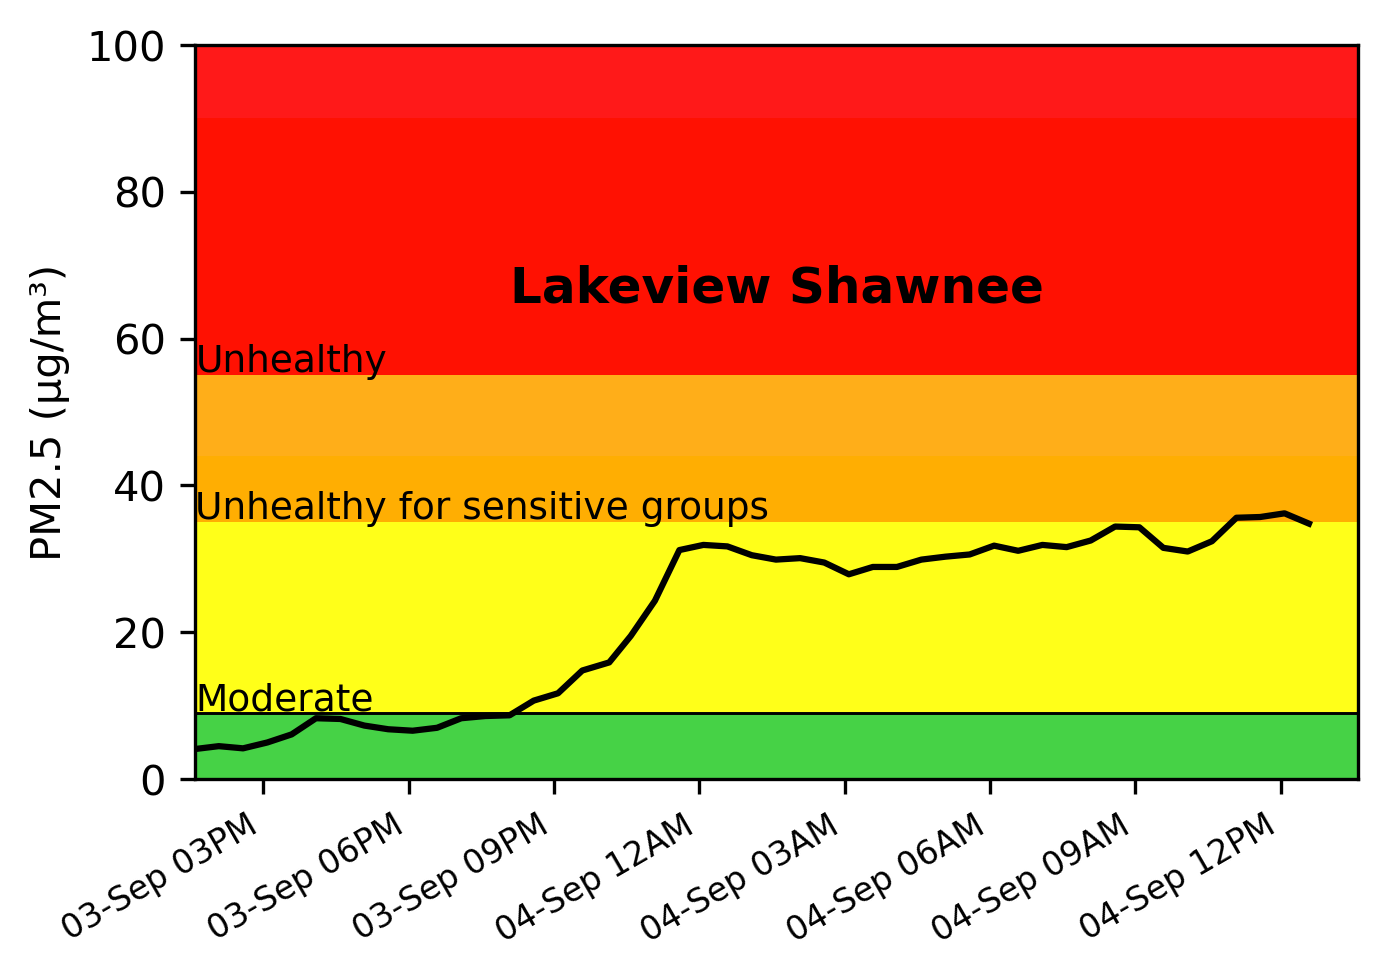 100
80
60
40
20
0
PM2.5 (µg/m³)
Lakeview Shawnee
Unhealthy
Unhealthy for sensitive groups
Moderate
03-Sep 03PM
03-Sep 06PM
03-Sep 09PM
04-Sep 12AM
04-Sep 03AM
04-Sep 06AM
04-Sep 09AM
04-Sep 12PM